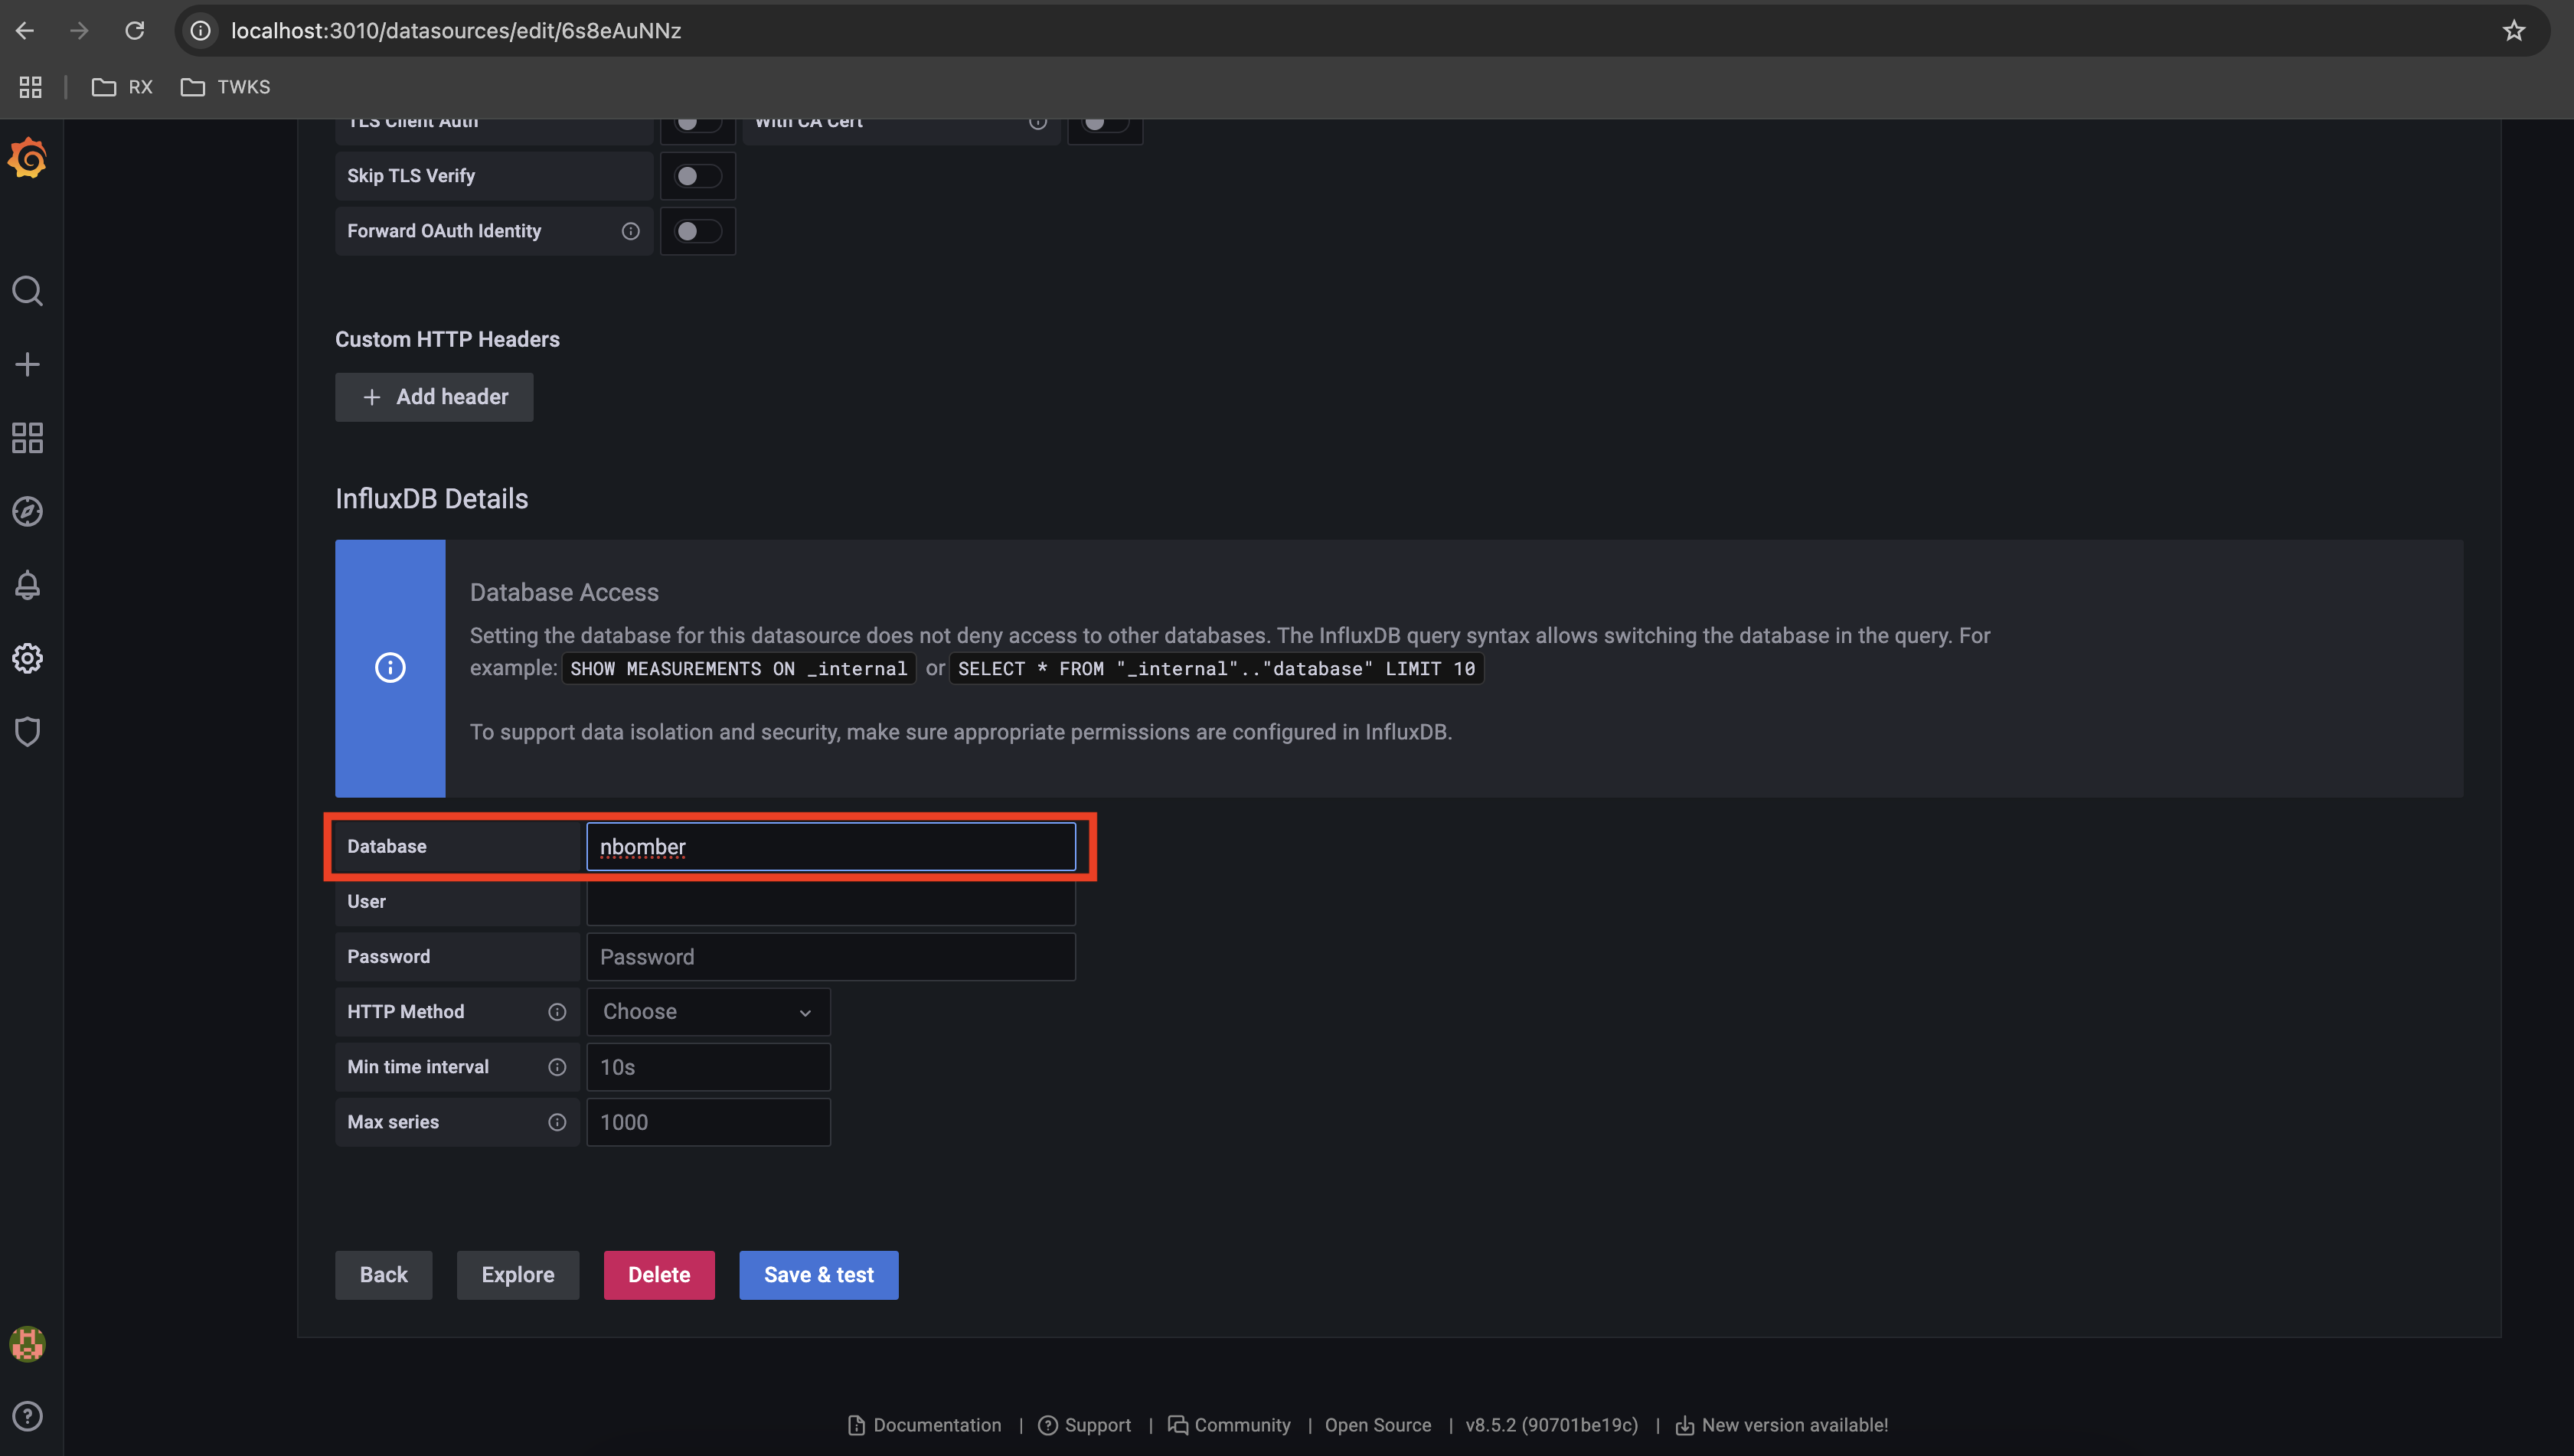 localhost:3010/datasources/edit/6s8eAuNNz
RX TWKS
TLS Client Auth With CA Cert
Skip TLS Verify
Forward OAuth Identity
Custom HTTP Headers
+ Add header
InfluxDB Details
Database Access
Setting the database for this datasource does not deny access to other databases. The InfluxDB query syntax allows switching the database in the query. For
example: SHOW MEASUREMENTS ON _internal or SELECT * FROM "_internal".."database" LIMIT 10
To support data isolation and security, make sure appropriate permissions are configured in InfluxDB.
Database nbomber
User
Password Password
HTTP Method Choose
Min time interval 10s
Max series 1000
Back Explore Delete Save & test
Documentation | Support | Community | Open Source | v8.5.2 (90701be19c) | New version available!